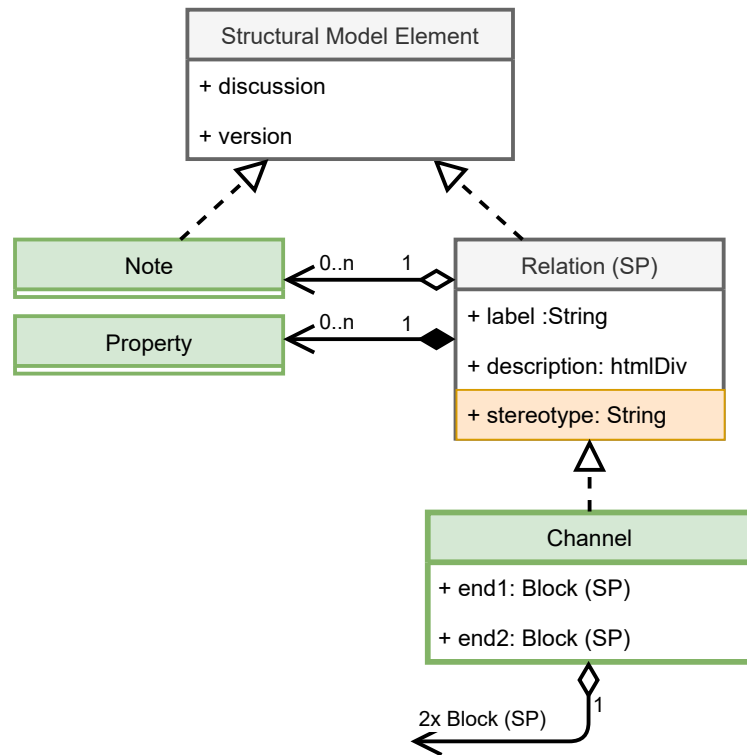 Structural Model Element
+ discussion
+ version
Note
0..n
1
Relation (SP)
Property
0..n
1
+ label :String
+ description: htmlDiv
+ stereotype: String
Channel
+ end1: Block (SP)
+ end2: Block (SP)
1
2x Block (SP)